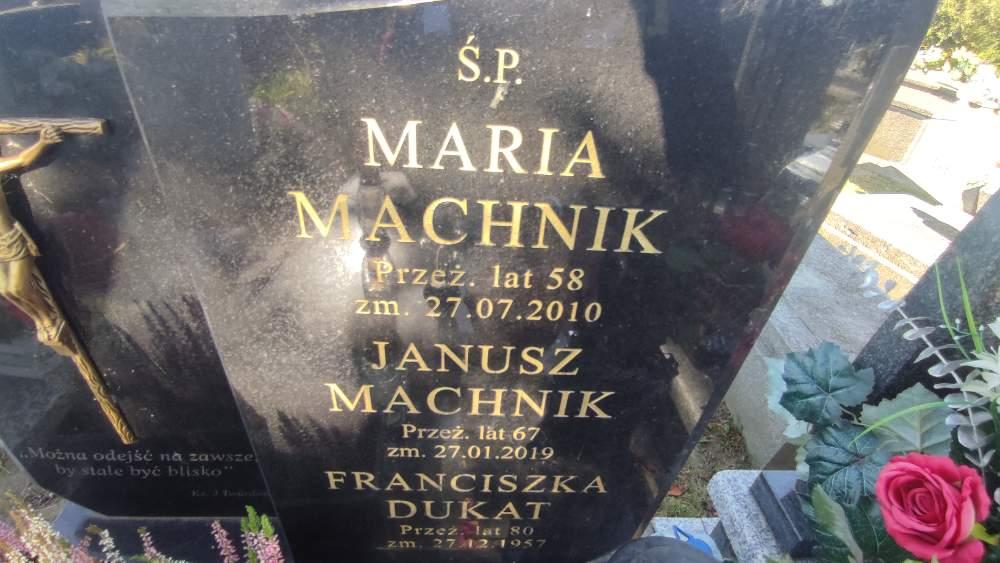 Ś.P.
MARIA
MACHNIK
Przeż. lat 58
zm. 27.07.2010
JANUSZ
MACHNIK
Przeż. lat 67
zm. 27.01.2019
FRANCISZKA
DUKAT
Przeż. lat 80
zm. 27.12.1957
„Można odejść na zawsze,
by stale być blisko"
Ks. J